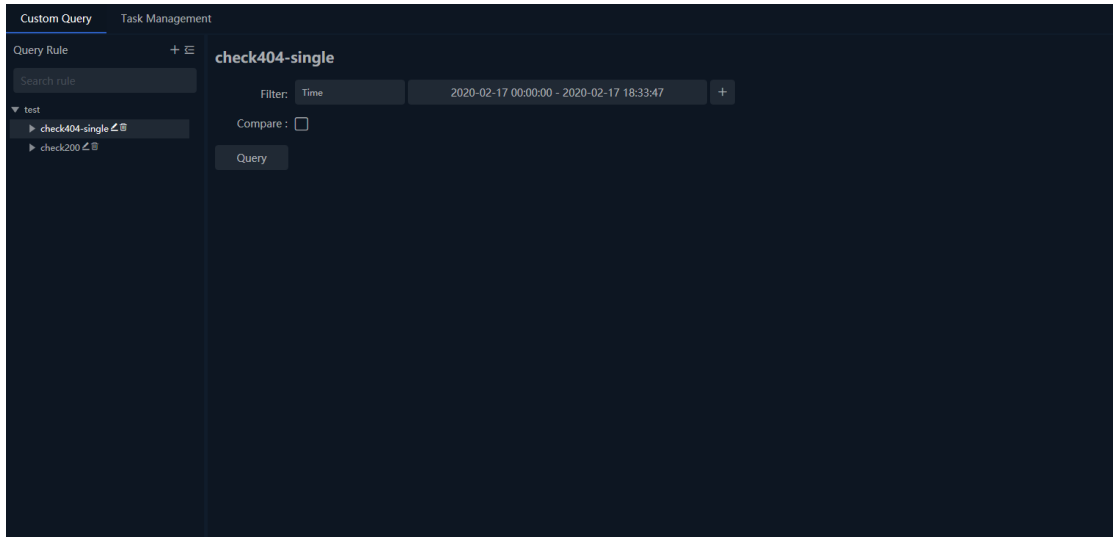 Custom Query Task Management
Query Rule
Search rule
test
check404-single
check200
check404-single
Filter: Time 2020-02-17 00:00:00 - 2020-02-17 18:33:47 +
Compare :
Query